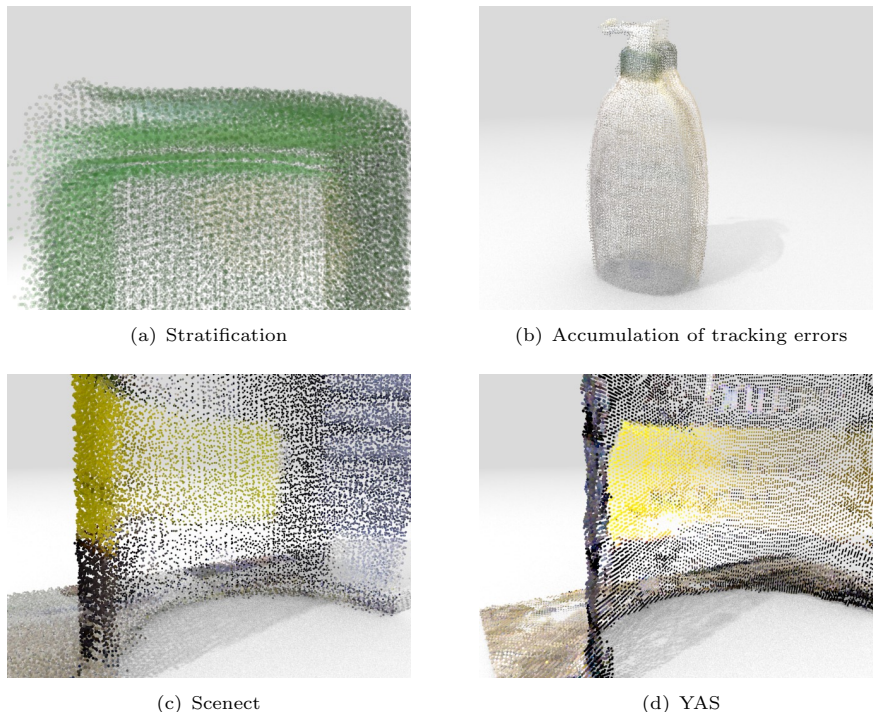 (a) Stratification
(b) Accumulation of tracking errors
(c) Scenect
(d) YAS